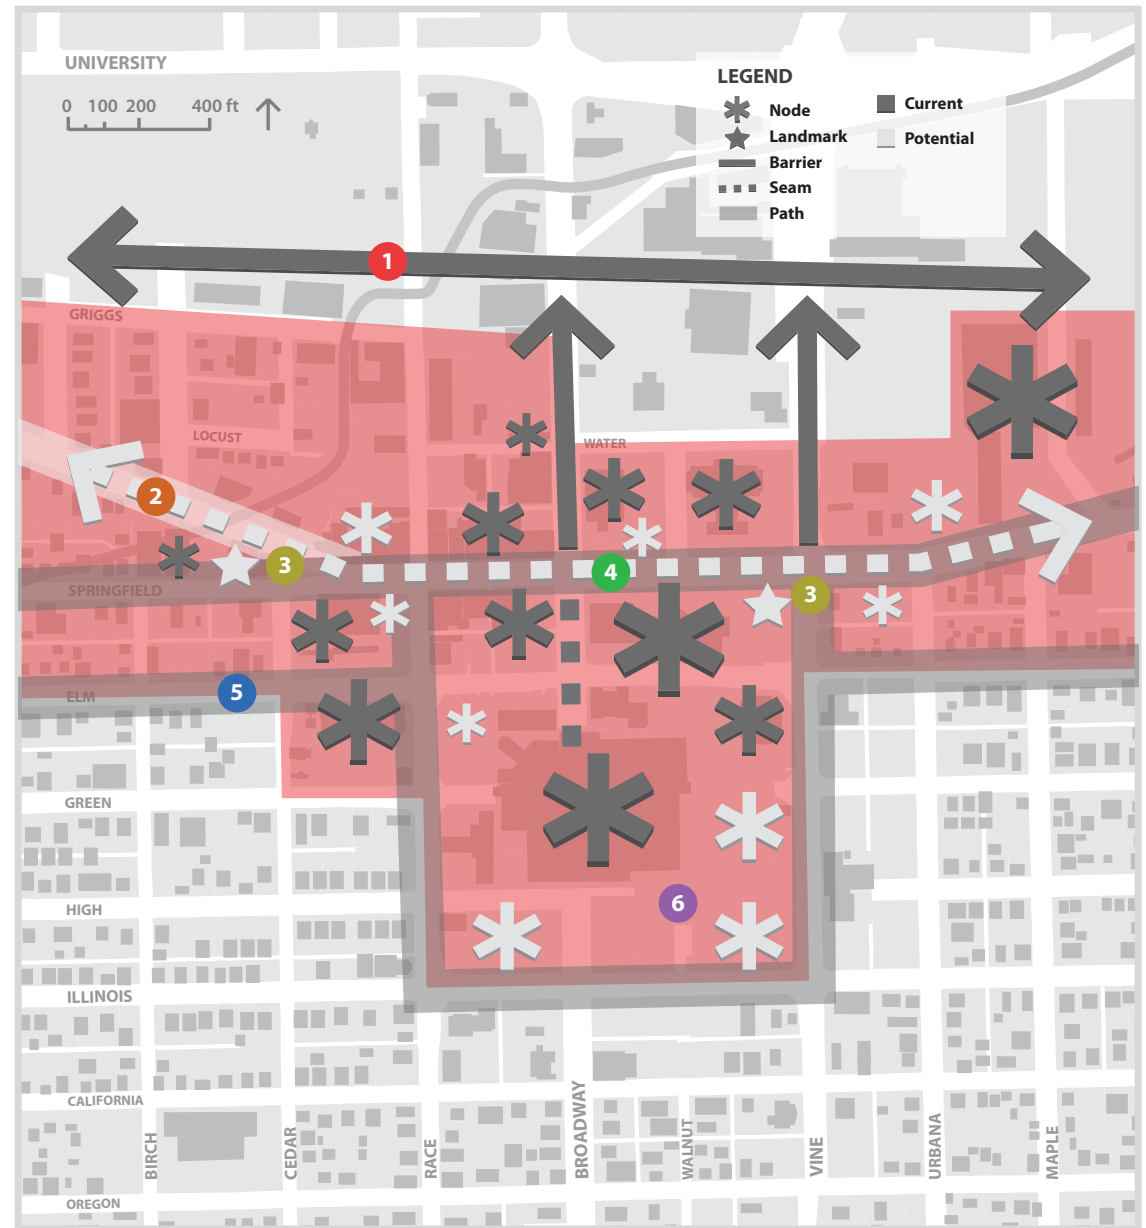 UNIVERSITY
0 100 200 400 ft
LEGEND
Node
Landmark
Barrier
Seam
Path
Current
Potential
1
GRIGGS
LOCUST
WATER
2
3
4
3
SPRINGFIELD
5
ELM
GREEN
6
HIGH
ILLINOIS
CALIFORNIA
BIRCH
CEDAR
RACE
BROADWAY
WALNUT
VINE
URBANA
MAPLE
OREGON